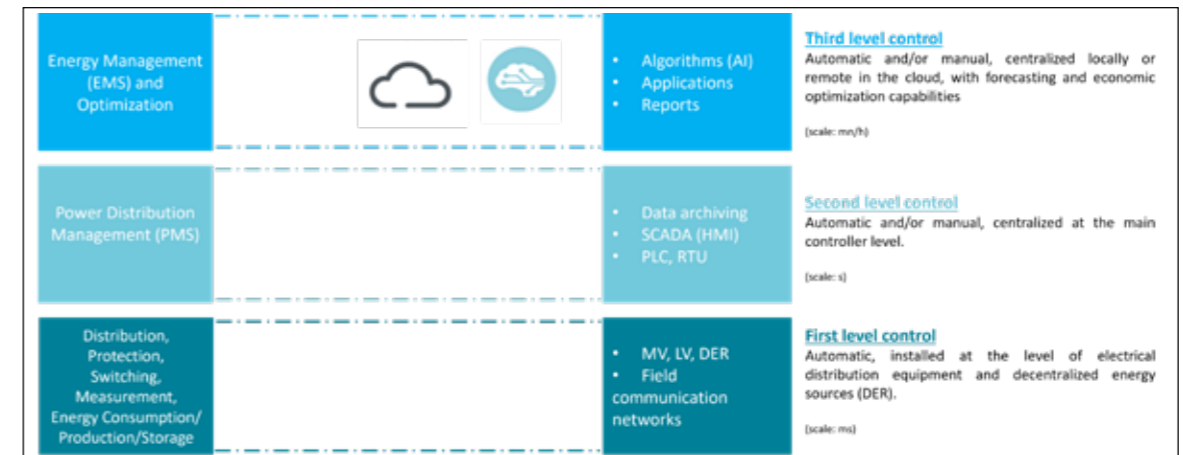 Energy Management
(EMS) and
Optimization
• Algorithms (AI)
• Applications
• Reports
Third level control
Automatic and/or manual, centralized locally or
remote in the cloud, with forecasting and economic
optimization capabilities
(scale: mn/h)
Power Distribution
Management (PMS)
• Data archiving
• SCADA (HMI)
• PLC, RTU
Second level control
Automatic and/or manual, centralized at the main
controller level.
(scale: s)
Distribution,
Protection,
Switching,
Measurement,
Energy Consumption/
Production/Storage
• MV, LV, DER
• Field
communication
networks
First level control
Automatic, installed at the level of electrical
distribution equipment and decentralized energy
sources (DER).
(scale: ms)